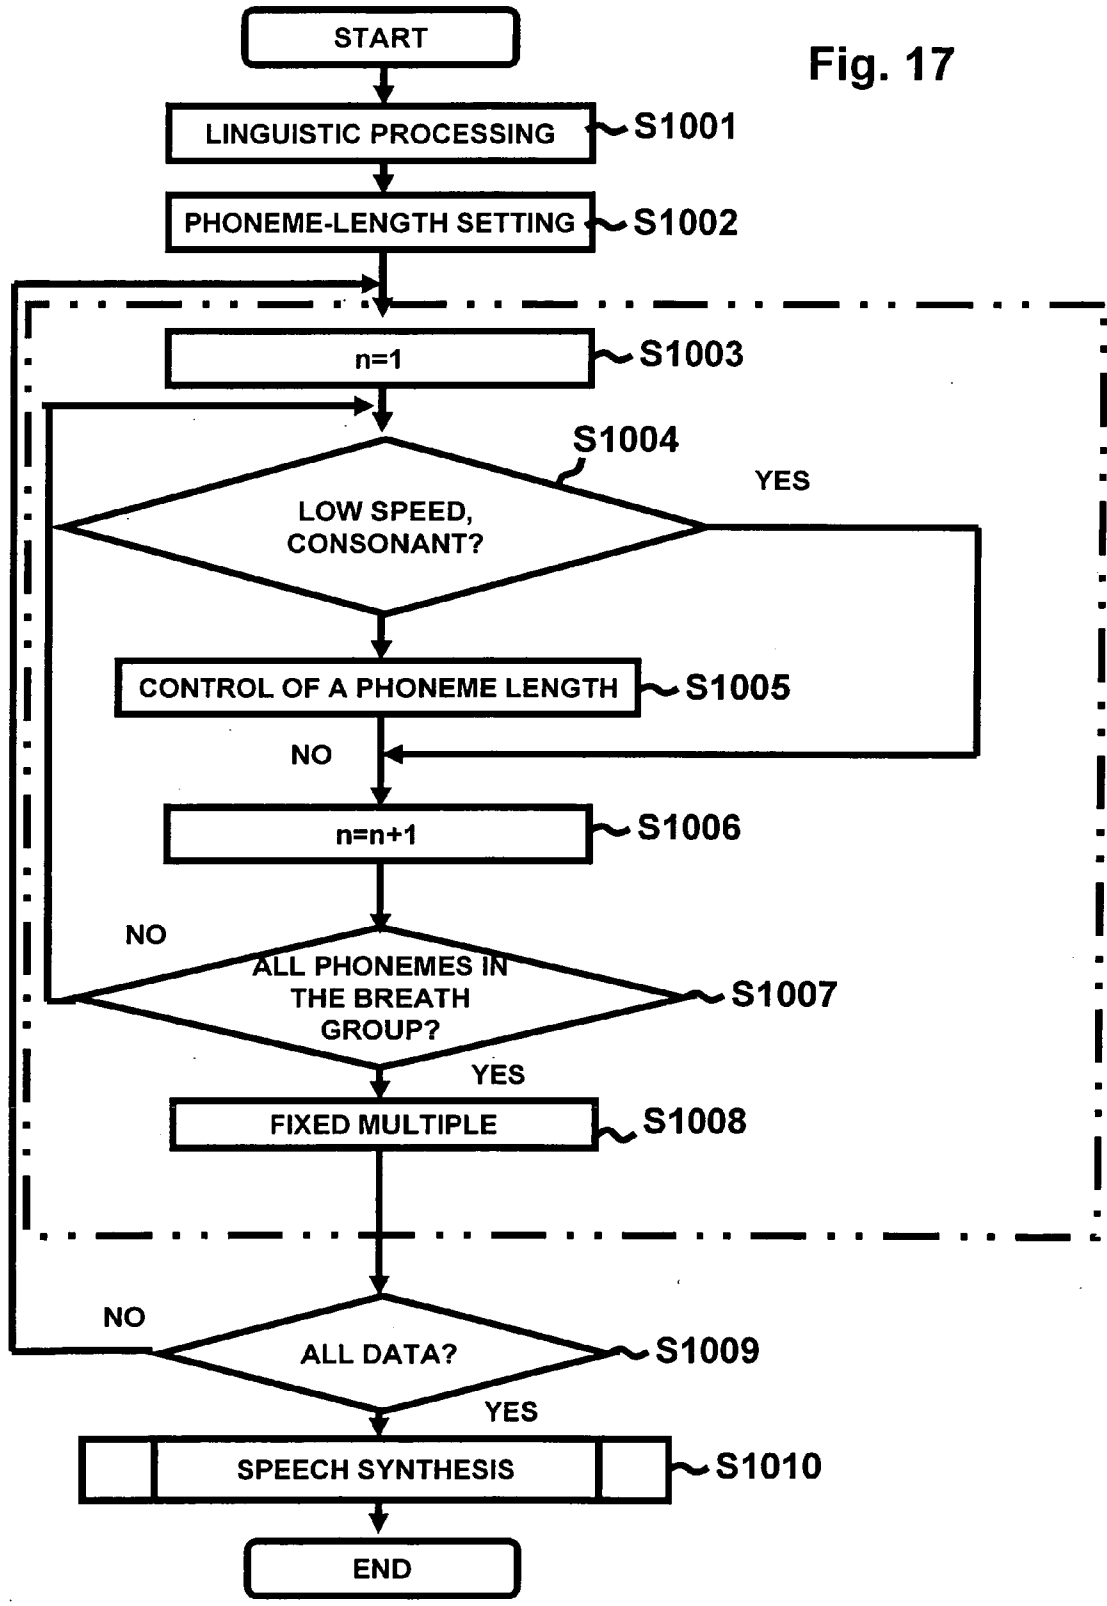 START
Fig. 17
LINGUISTIC PROCESSING
S1001
PHONEME-LENGTH SETTING
S1002
n=1
S1003
S1004
YES
LOW SPEED,
CONSONANT?
CONTROL OF A PHONEME LENGTH
S1005
NO
n=n+1
S1006
NO
ALL PHONEMES IN
THE BREATH
GROUP?
S1007
YES
FIXED MULTIPLE
S1008
NO
ALL DATA?
S1009
YES
SPEECH SYNTHESIS
S1010
END